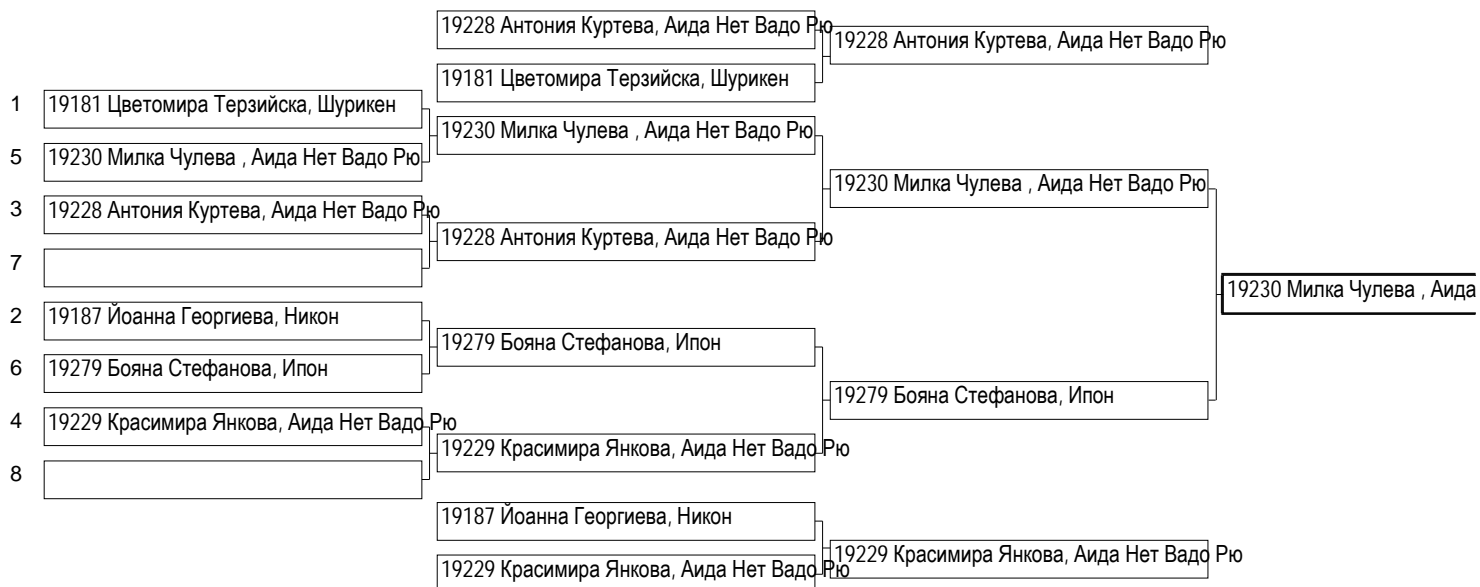 19228 Антония Куртева, Аида Нет Вадо Рю
19228 Антония Куртева, Аида Нет Вадо Рю
19181 Цветомира Терзийска, Шурикен
1 19181 Цветомира Терзийска, Шурикен
19230 Милка Чулева , Аида Нет Вадо Рю
5 19230 Милка Чулева , Аида Нет Вадо Рю
19230 Милка Чулева , Аида Нет Вадо Рю
3 19228 Антония Куртева, Аида Нет Вадо Рю
19228 Антония Куртева, Аида Нет Вадо Рю
7
19230 Милка Чулева , Аида
2 19187 Йоанна Георгиева, Никон
19279 Бояна Стефанова, Ипон
6 19279 Бояна Стефанова, Ипон
19279 Бояна Стефанова, Ипон
4 19229 Красимира Янкова, Аида Нет Вадо Рю
19229 Красимира Янкова, Аида Нет Вадо Рю
8
19187 Йоанна Георгиева, Никон
19229 Красимира Янкова, Аида Нет Вадо Рю
19229 Красимира Янкова, Аида Нет Вадо Рю